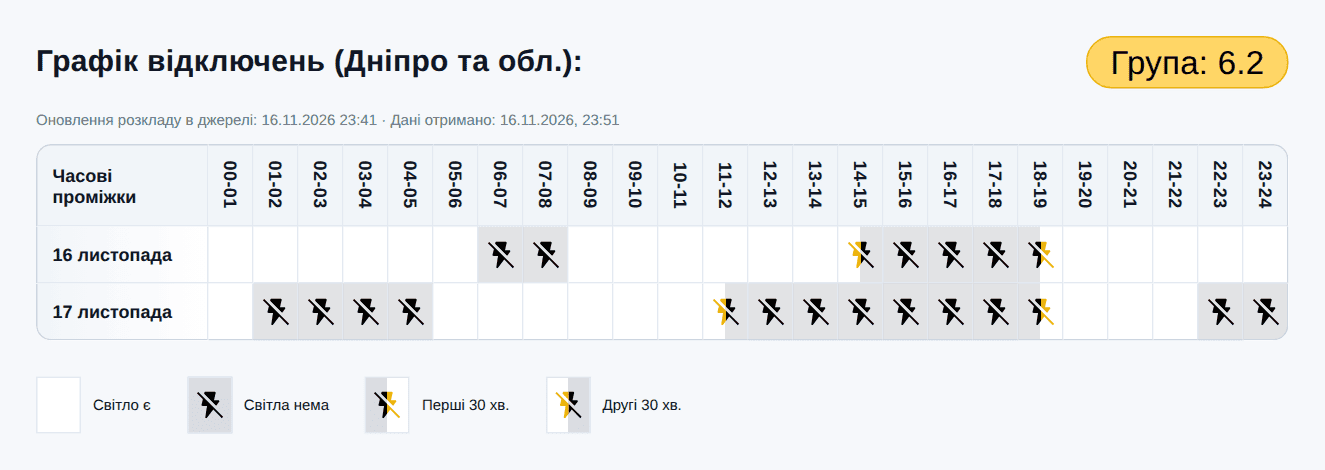 Графік відключень (Дніпро та обл.):
Група: 6.2
Оновлення розкладу в джерелі: 16.11.2026 23:41 · Дані отримано: 16.11.2026, 23:51
Часові
проміжки
00-01
01-02
02-03
03-04
04-05
05-06
06-07
07-08
08-09
09-10
10-11
11-12
12-13
13-14
14-15
15-16
16-17
17-18
18-19
19-20
20-21
21-22
22-23
23-24
16 листопада
17 листопада
Світло є
Світла нема
Перші 30 хв.
Другі 30 хв.